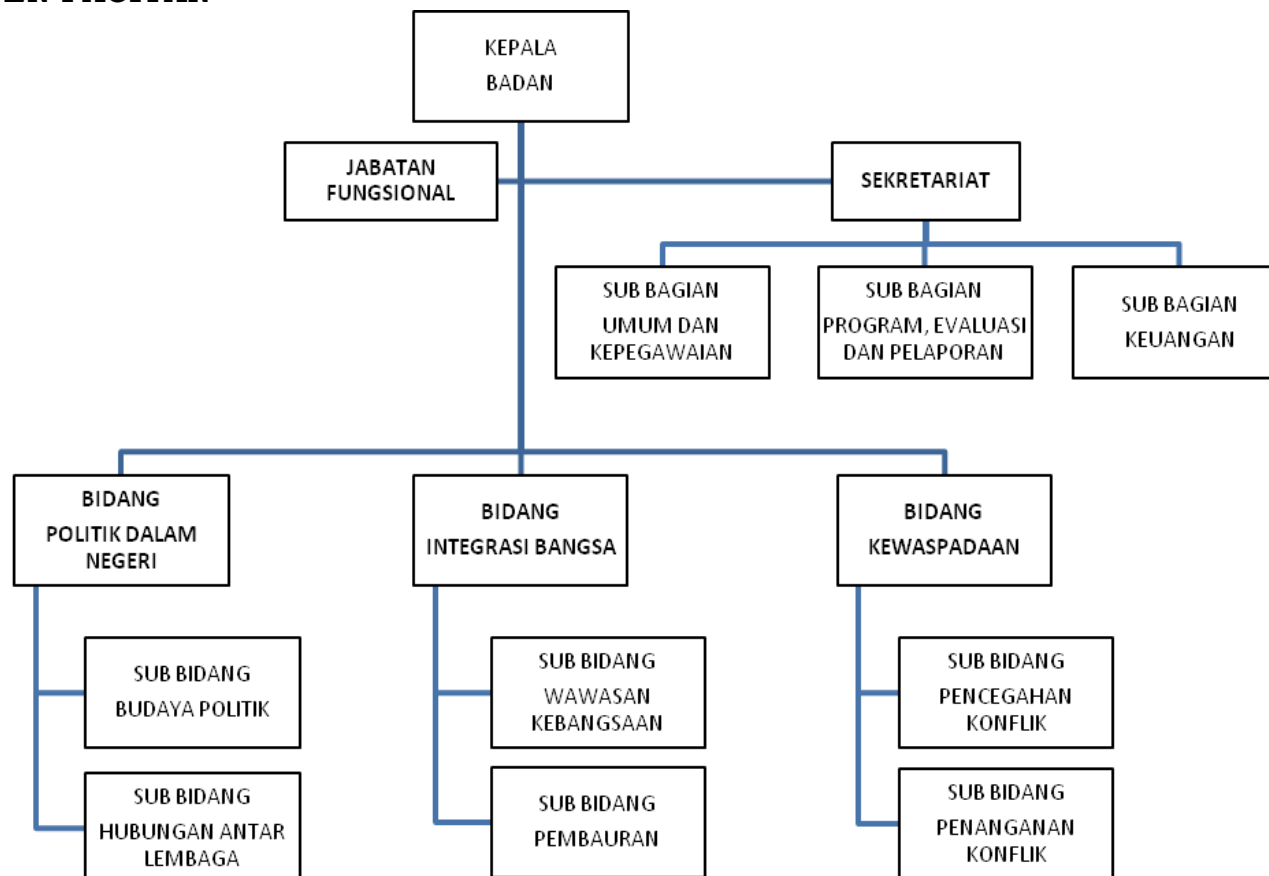 KEPALA
BADAN
JABATAN
FUNGSIONAL
SEKRETARIAT
SUB BAGIAN
UMUM DAN
KEPEGAWAIAN
SUB BAGIAN
PROGRAM, EVALUASI
DAN PELAPORAN
SUB BAGIAN
KEUANGAN
BIDANG
POLITIK DALAM
NEGERI
BIDANG
INTEGRASI BANGSA
BIDANG
KEWASPADAAN
SUB BIDANG
BUDAYA POLITIK
SUB BIDANG
HUBUNGAN ANTAR
LEMBAGA
SUB BIDANG
WAWASAN
KEBANGSAAN
SUB BIDANG
PEMBAURAN
SUB BIDANG
PENCEGAHAN
KONFLIK
SUB BIDANG
PENANGANAN
KONFLIK